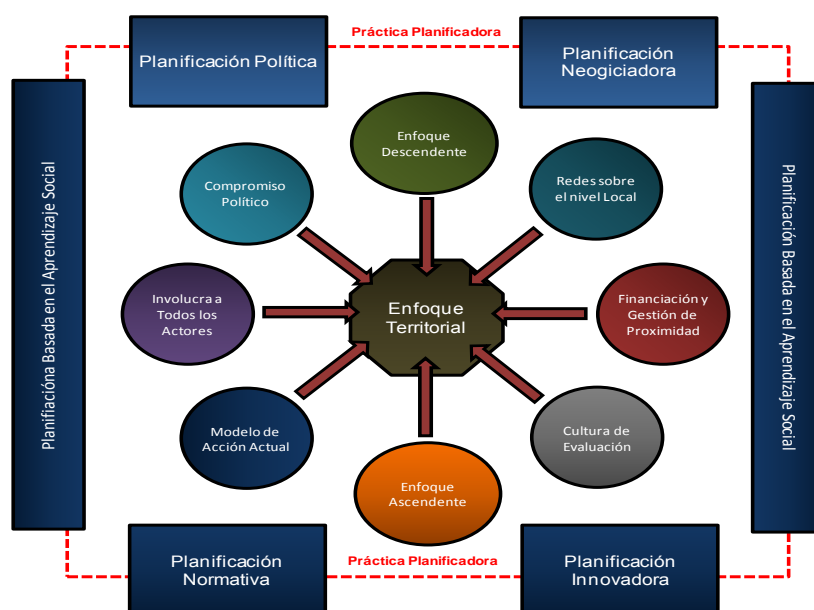 Práctica Planificadora
Planificación Política
Planificación
Neogiciadora
Planifiacióna Basada en el Aprendizaje Social
Planificación Basada en el Aprendizaje Social
Enfoque
Descendente
Compromiso
Político
Redes sobre
el nivel Local
Involucra a
Todos los
Actores
Enfoque
Territorial
Financiación y
Gestión de
Proximidad
Modelo de
Acción Actual
Cultura de
Evaluación
Enfoque
Ascendente
Planificación
Normativa
Práctica Planificadora
Planificación
Innovadora